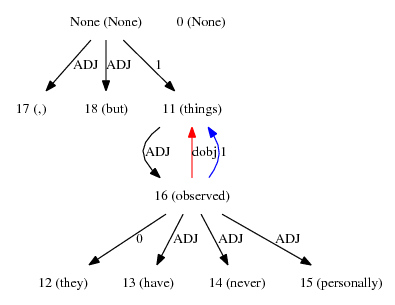 None (None) 0 (None)
ADJ ADJ 1
17 (,) 18 (but) 11 (things)
ADJ dobj 1
16 (observed)
0 ADJ ADJ ADJ
12 (they) 13 (have) 14 (never) 15 (personally)